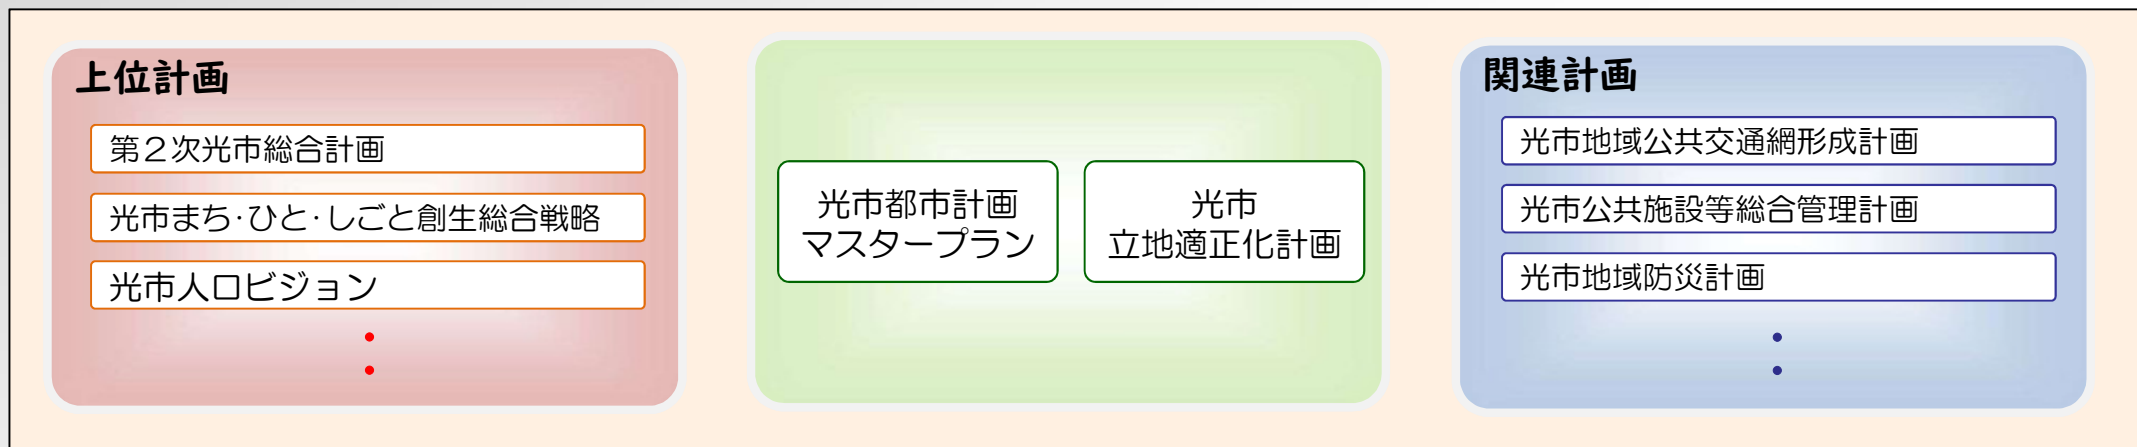 上位計画
第２次光市総合計画
光市まち･ひと･しごと創生総合戦略
光市人口ビジョン
・
・
光市都市計画
マスタープラン
光市
立地適正化計画
関連計画
光市地域公共交通網形成計画
光市公共施設等総合管理計画
光市地域防災計画
・
・